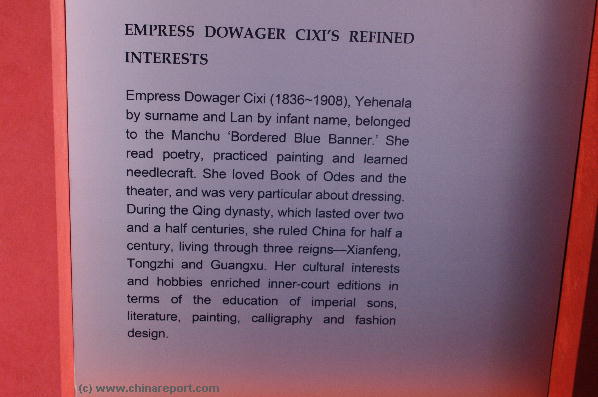 EMPRESS DOWAGER CIXI'S REFINED
INTERESTS
Empress Dowager Cixi (1836~1908), Yehenala
by surname and Lan by infant name, belonged
to the Manchu ‘Bordered Blue Banner.’ She
read poetry, practiced painting and learned
needlecraft. She loved Book of Odes and the
theater, and was very particular about dressing.
During the Qing dynasty, which lasted over two
and a half centuries, she ruled China for half a
century, living through three reigns—Xianfeng,
Tongzhi and Guangxu. Her cultural interests
and hobbies enriched inner-court editions in
terms of the education of imperial sons,
literature, painting, calligraphy and fashion
design.
(c) www.chinareport.com